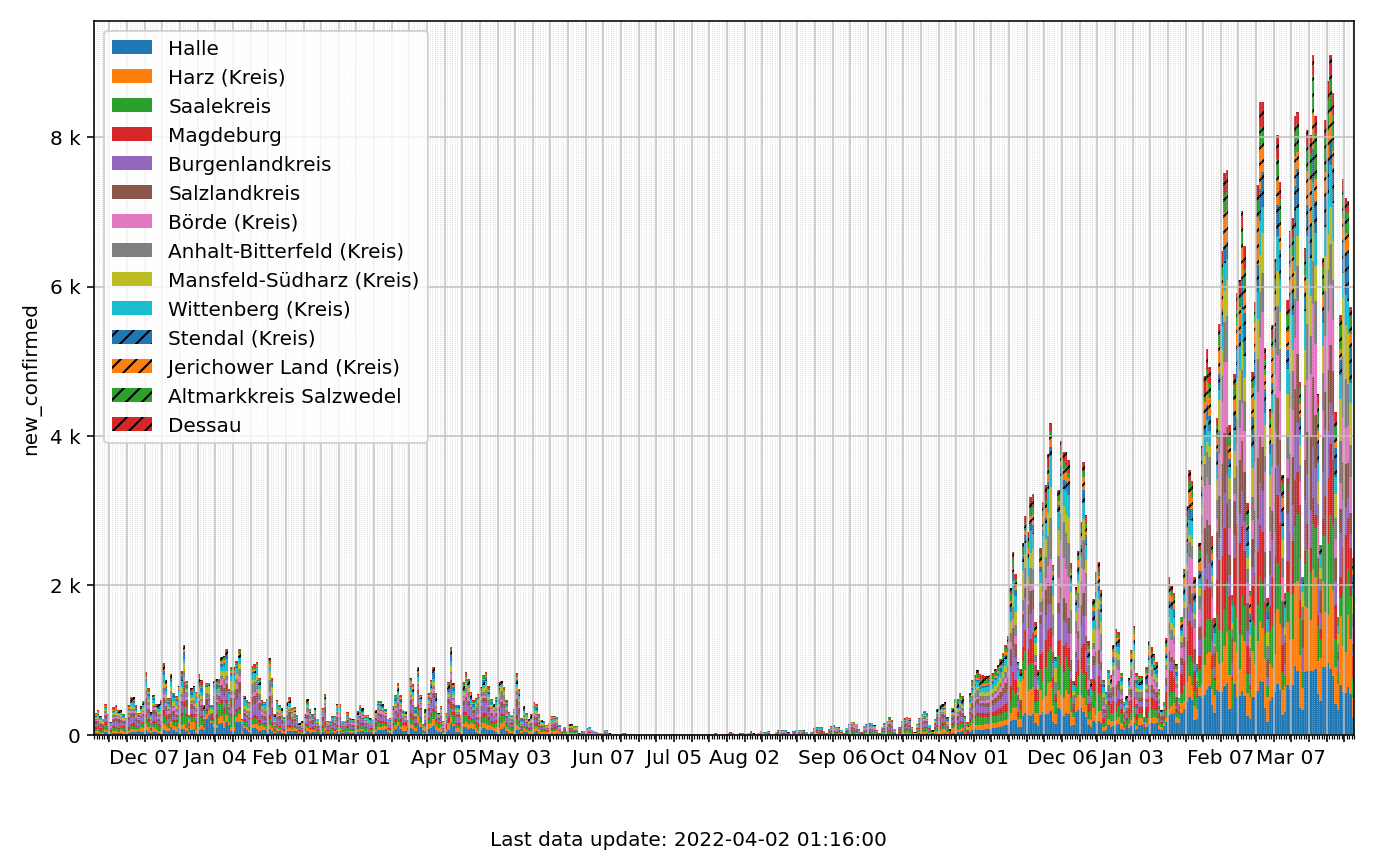 Halle
Harz (Kreis)
Saalekreis
Magdeburg
Burgenlandkreis
Salzlandkreis
Börde (Kreis)
Anhalt-Bitterfeld (Kreis)
Mansfeld-Südharz (Kreis)
Wittenberg (Kreis)
Stendal (Kreis)
Jerichower Land (Kreis)
Altmarkkreis Salzwedel
Dessau
new_confirmed
8 k
6 k
4 k
2 k
0
Dec 07 Jan 04 Feb 01 Mar 01 Apr 05 May 03 Jun 07 Jul 05 Aug 02 Sep 06 Oct 04 Nov 01 Dec 06 Jan 03 Feb 07 Mar 07
Last data update: 2022-04-02 01:16:00